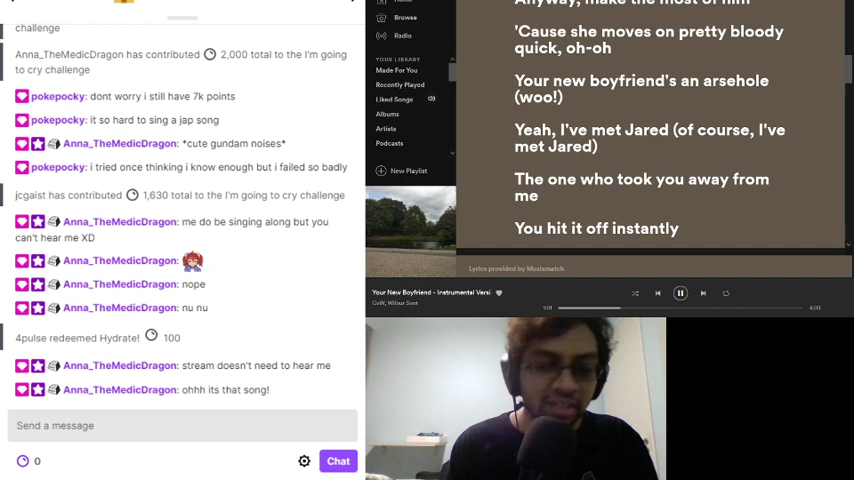 challenge
Anna_TheMedicDragon has contributed 2,000 total to the I'm going
to cry challenge
pokepocky: dont worry i still have 7k points
pokepocky: it so hard to sing a jap song
Anna_TheMedicDragon: *cute gundam noises*
pokepocky: i tried once thinking i know enough but i failed so badly
jcgaist has contributed 1,630 total to the I'm going to cry challenge
Anna_TheMedicDragon: me do be singing along but you
can't hear me XD
Anna_TheMedicDragon:
Anna_TheMedicDragon: nope
Anna_TheMedicDragon: nu nu
4pulse redeemed Hydrate! 100
Anna_TheMedicDragon: stream doesn't need to hear me
Anna_TheMedicDragon: ohhh its that song!
Send a message
0
Chat
Browse
Radio
YOUR LIBRARY
Made For You
Recently Played
Liked Songs
Albums
Artists
Podcasts
New Playlist
Anyway, make the most of him
'Cause she moves on pretty bloody
quick, oh-oh
Your new boyfriend's an arsehole
(woo!)
Yeah, I've met Jared (of course, I've
met Jared)
The one who took you away from
me
You hit it off instantly
Lyrics provided by Musixmatch
Your New Boyfriend - Instrumental Versi
Wilbur Soot